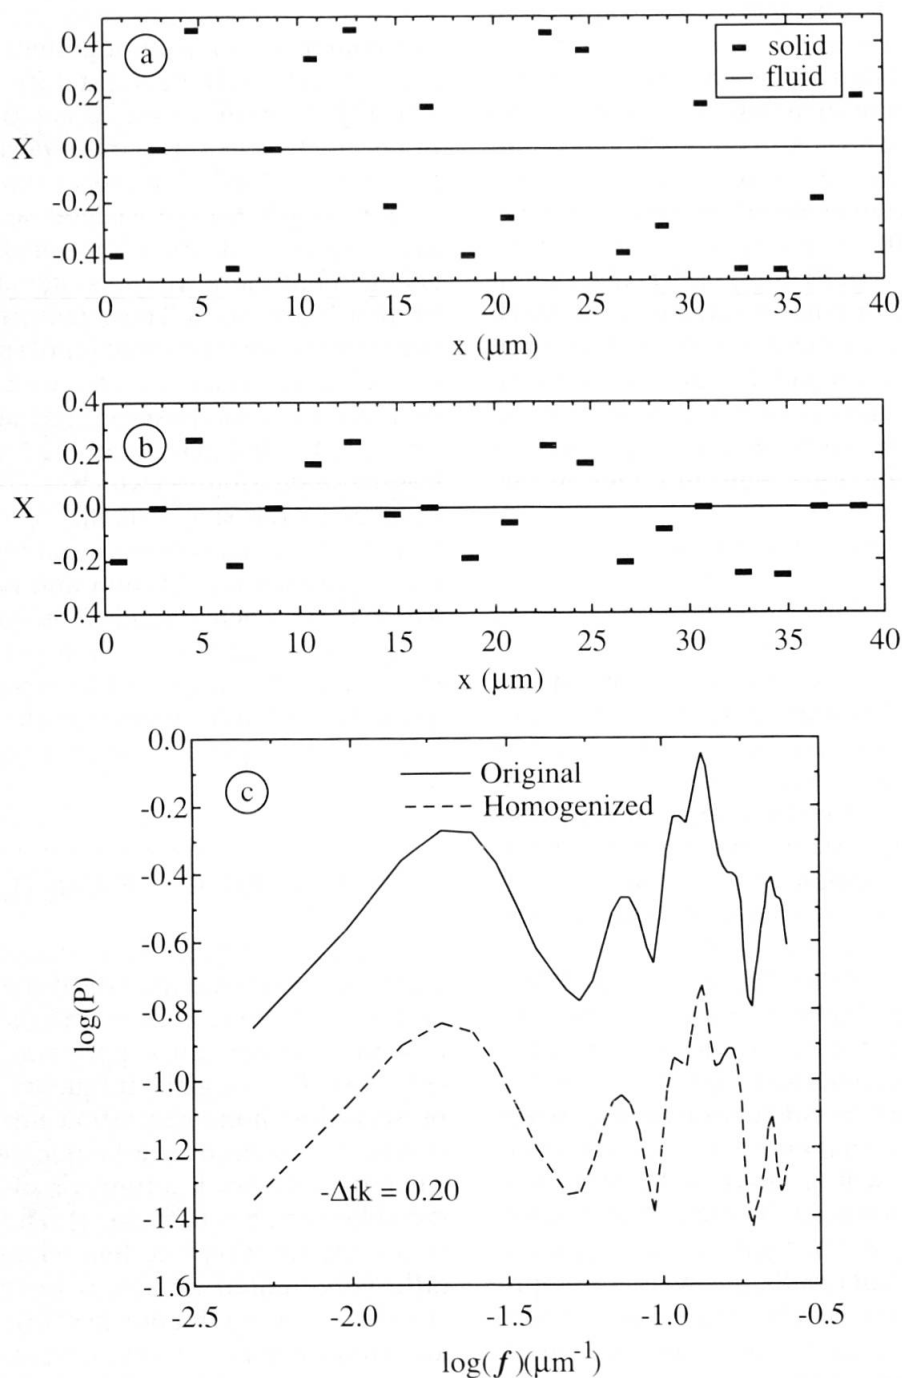 0.4
a
solid
fluid
0.2
X
0.0
-0.2
-0.4
0 5 10 15 20 25 30 35 40
x (μm)
0.4
b
0.2
X
0.0
-0.2
-0.4
0 5 10 15 20 25 30 35 40
x (μm)
0.0
c
Original
Homogenized
-0.2
-0.4
-0.6
log(P)
-0.8
-1.0
-1.2
-Δtk = 0.20
-1.4
-1.6
-2.5 -2.0 -1.5 -1.0 -0.5
log(f)(μm⁻¹)